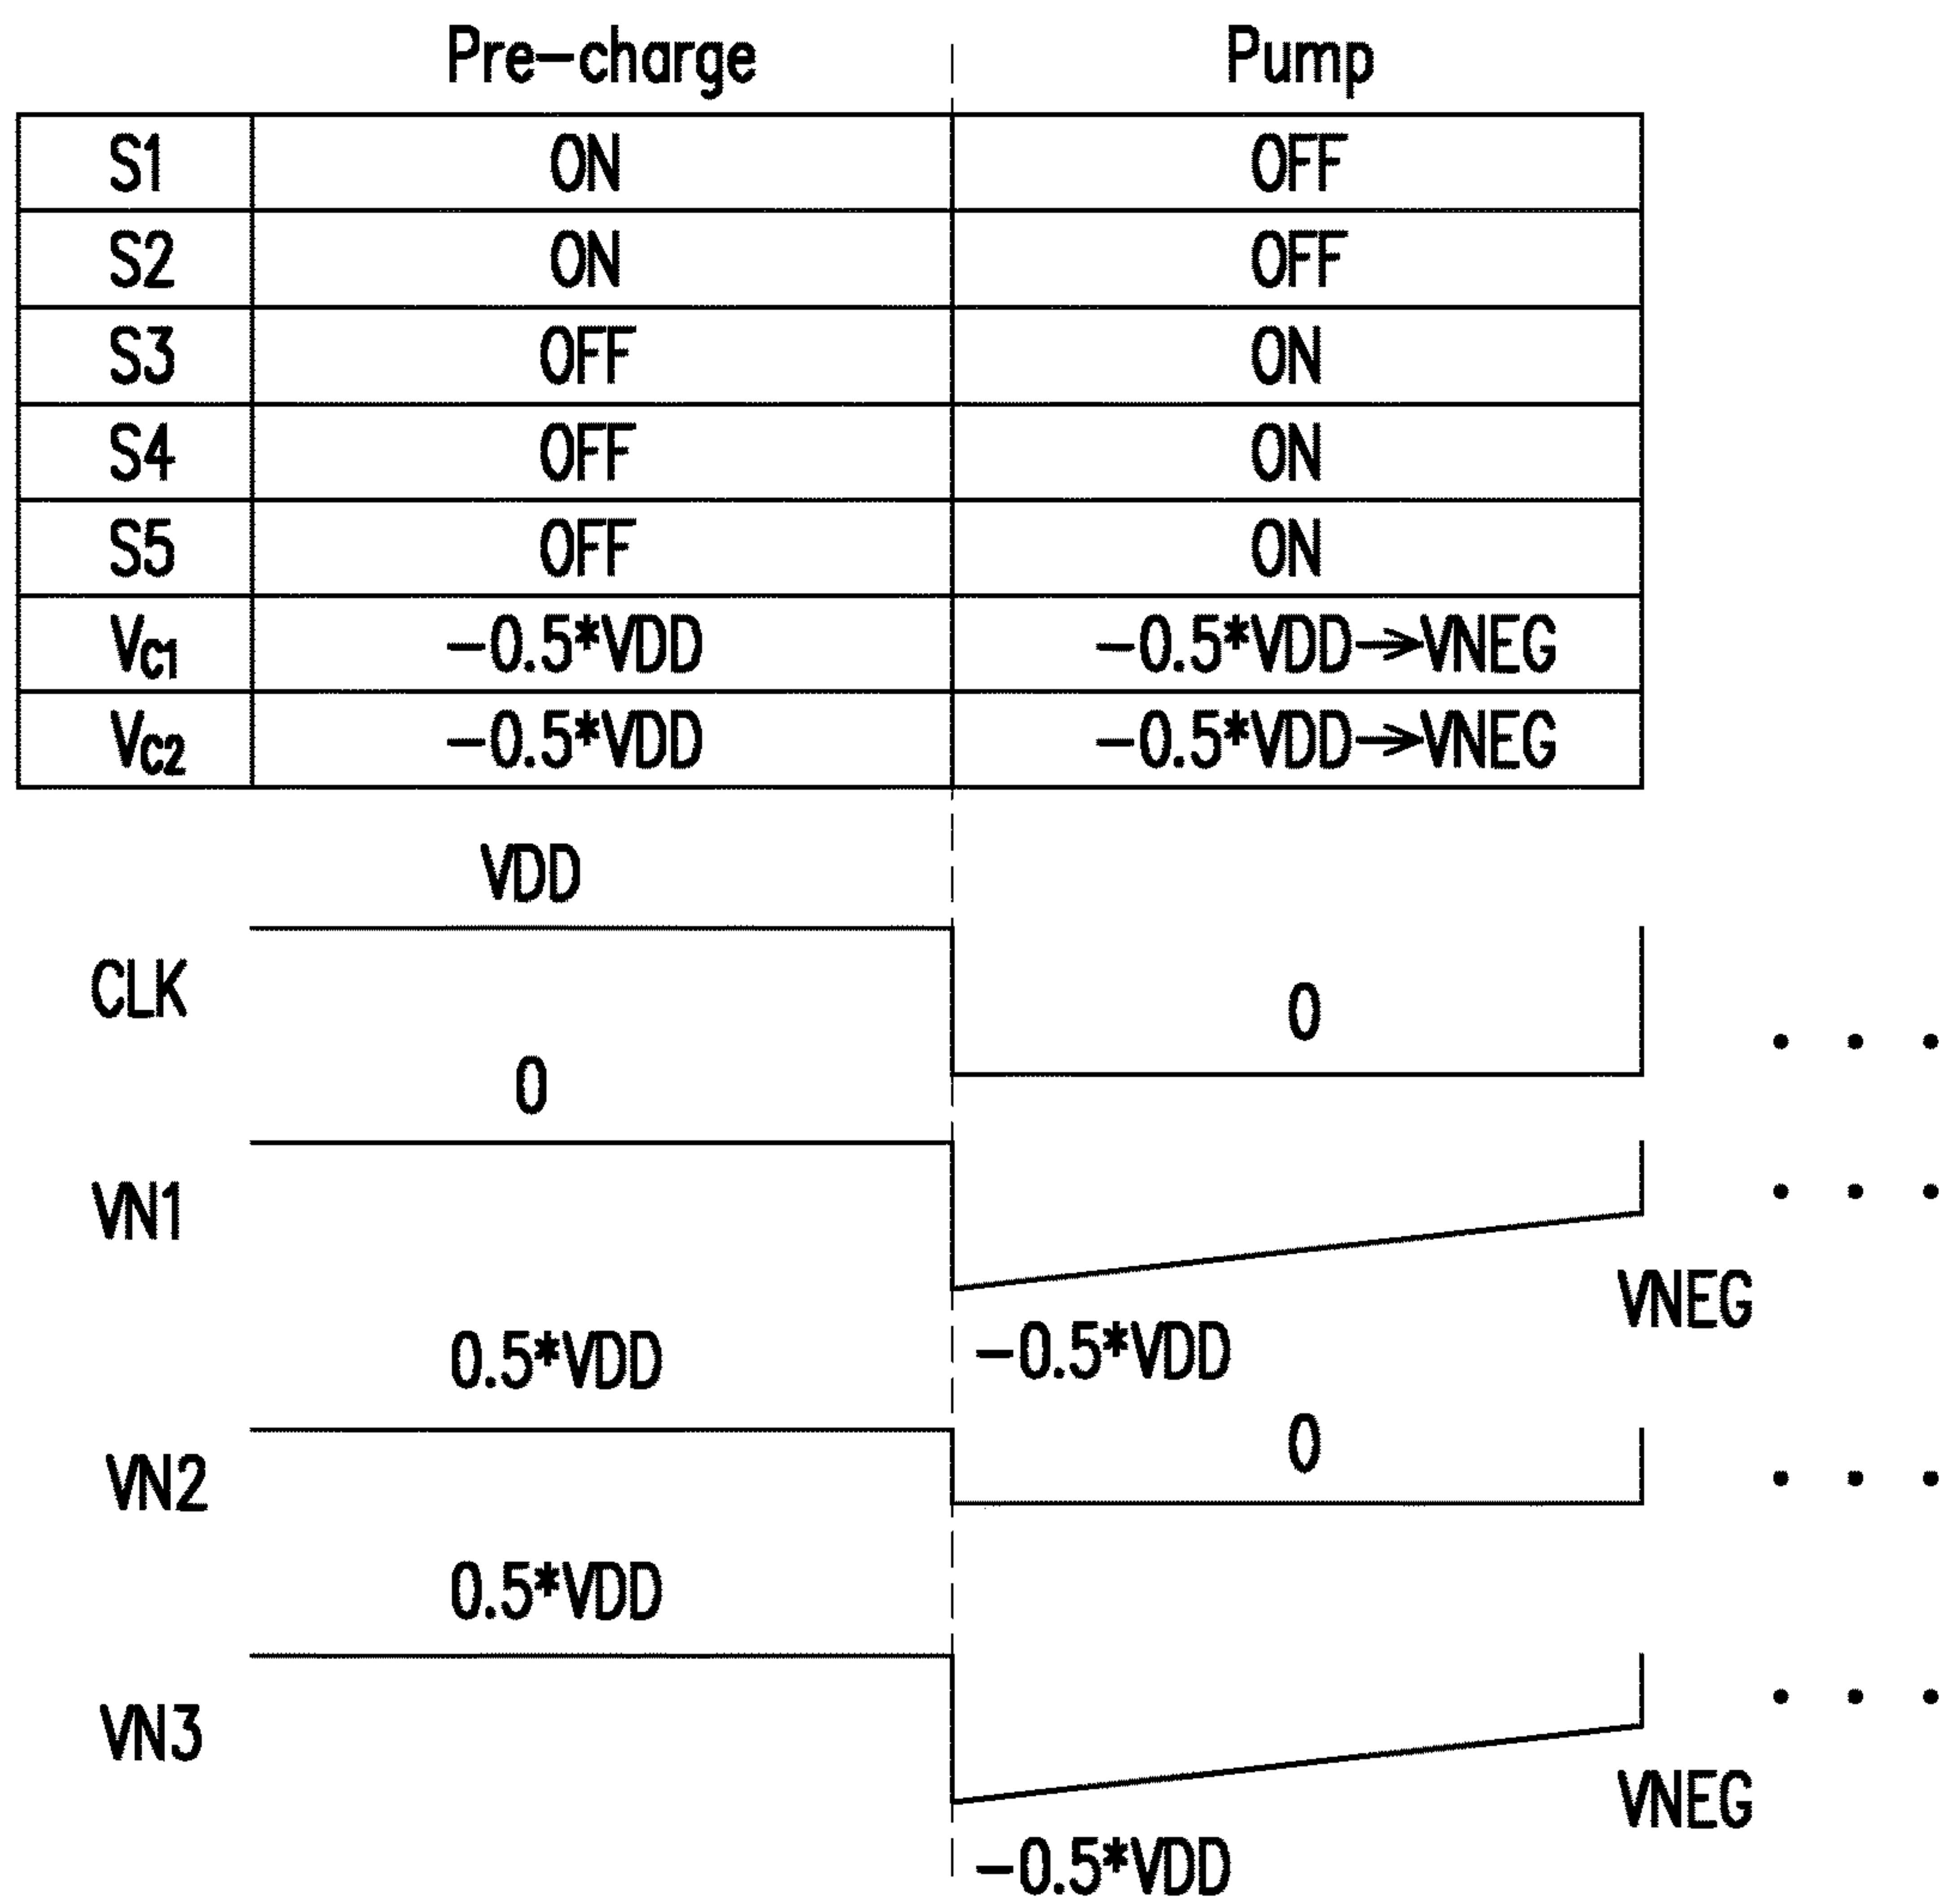 Pre-charge Pump
S1 ON OFF
S2 ON OFF
S3 OFF ON
S4 OFF ON
S5 OFF ON
VC1 -0.5*VDD -0.5*VDD→VNEG
VC2 -0.5*VDD -0.5*VDD→VNEG
VDD
CLK 0 . . .
0
VN1 . . .
VNEG
0.5*VDD -0.5*VDD
0
VN2 . . .
0.5*VDD
VN3 . . .
VNEG
-0.5*VDD